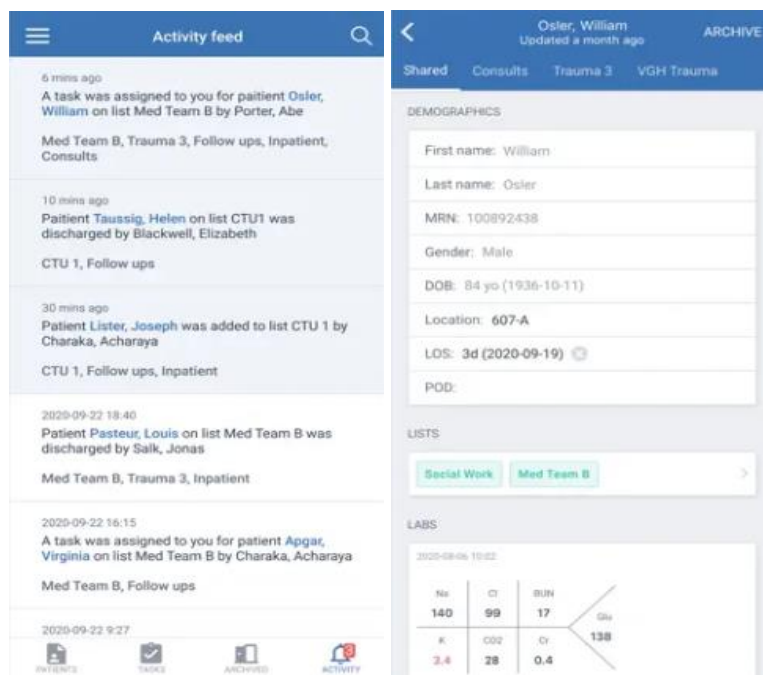 Activity feed
6 mins ago
A task was assigned to you for paitient Osler,
William on list Med Team B by Porter, Abe
Med Team B, Trauma 3, Follow ups, Inpatient,
Consults
10 mins ago
Paitient Taussig, Helen on list CTU1 was
discharged by Blackwell, Elizabeth
CTU 1, Follow ups
30 mins ago
Patient Lister, Joseph was added to list CTU 1 by
Charaka, Acharaya
CTU 1, Follow ups, Inpatient
2020-09-22 18:40
Patient Pasteur, Louis on list Med Team B was
discharged by Salk, Jonas
Med Team B, Trauma 3, Inpatient
2020-09-22 16:15
A task was assigned to you for patient Apgar,
Virginia on list Med Team B by Charaka, Acharaya
Med Team B, Follow ups
2020-09-22 9:27
PATIENTS TASKS ARCHIVED ACTIVITY
3
Osler, William
Updated a month ago
ARCHIVE
Shared Consults Trauma 3 VGH Trauma
DEMOGRAPHICS
First name: William
Last name: Osler
MRN: 100892438
Gender: Male
DOB: 84 yo (1936-10-11)
Location: 607-A
LOS: 3d (2020-09-19)
POD:
LISTS
Social Work Med Team B
LABS
2020-08-06 10:02
Na Cl BUN
140 99 17
Glu
138
K CO2 Cr
3.4 28 0.4